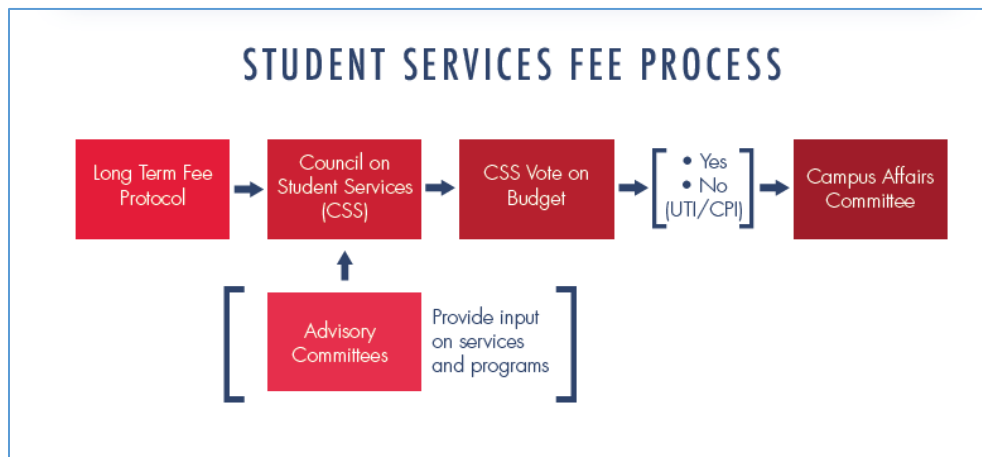 STUDENT SERVICES FEE PROCESS
Long Term Fee
Protocol
Council on
Student Services
(CSS)
CSS Vote on
Budget
• Yes
• No
(UTI/CPI)
Campus Affairs
Committee
Advisory
Committees
Provide input
on services
and programs